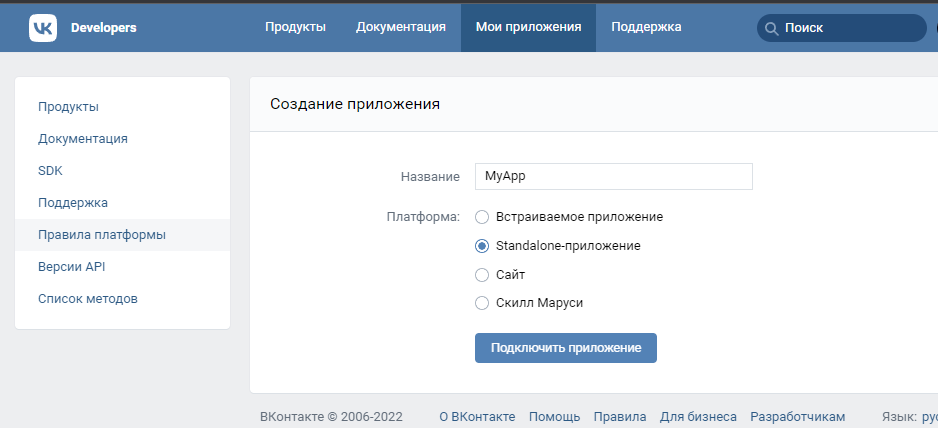 VK Developers Продукты Документация Мои приложения Поддержка Поиск
Продукты
Документация
SDK
Поддержка
Правила платформы
Версии API
Список методов
Создание приложения
Название MyApp
Платформа: Встраиваемое приложение
Standalone-приложение
Сайт
Скилл Маруси
Подключить приложение
ВКонтакте © 2006-2022 О ВКонтакте Помощь Правила Для бизнеса Разработчикам Язык: